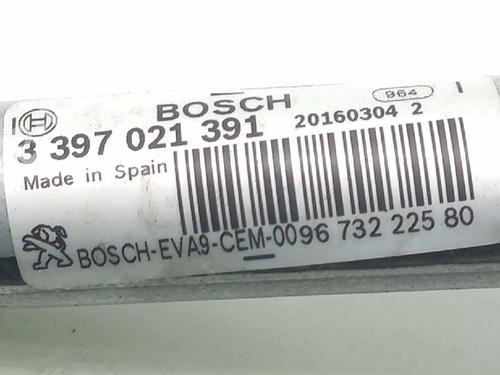 BOSCH
964
3 397 021 391
20160304 2
Made in Spain
BOSCH-EVA9-CEM-0096 732 225 80